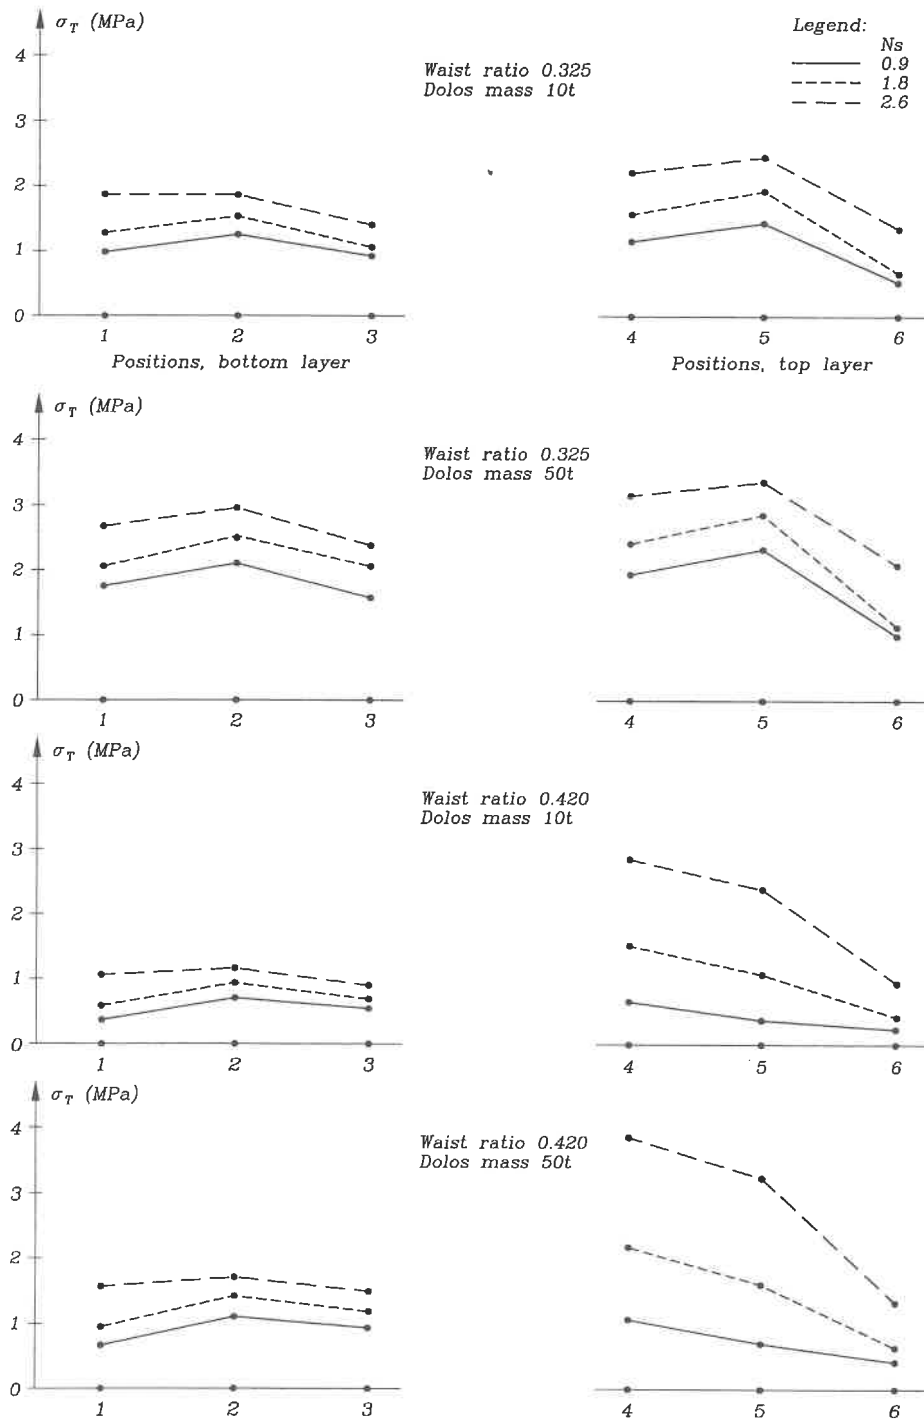 σT (MPa)
4
3
2
1
0
Waist ratio 0.325
Dolos mass 10t
Legend:
Ns
0.9
1.8
2.6
1 2 3
Positions, bottom layer
4 5 6
Positions, top layer
σT (MPa)
4
3
2
1
0
Waist ratio 0.325
Dolos mass 50t
1 2 3
4 5 6
σT (MPa)
4
3
2
1
0
Waist ratio 0.420
Dolos mass 10t
1 2 3
4 5 6
σT (MPa)
4
3
2
1
0
Waist ratio 0.420
Dolos mass 50t
1 2 3
4 5 6